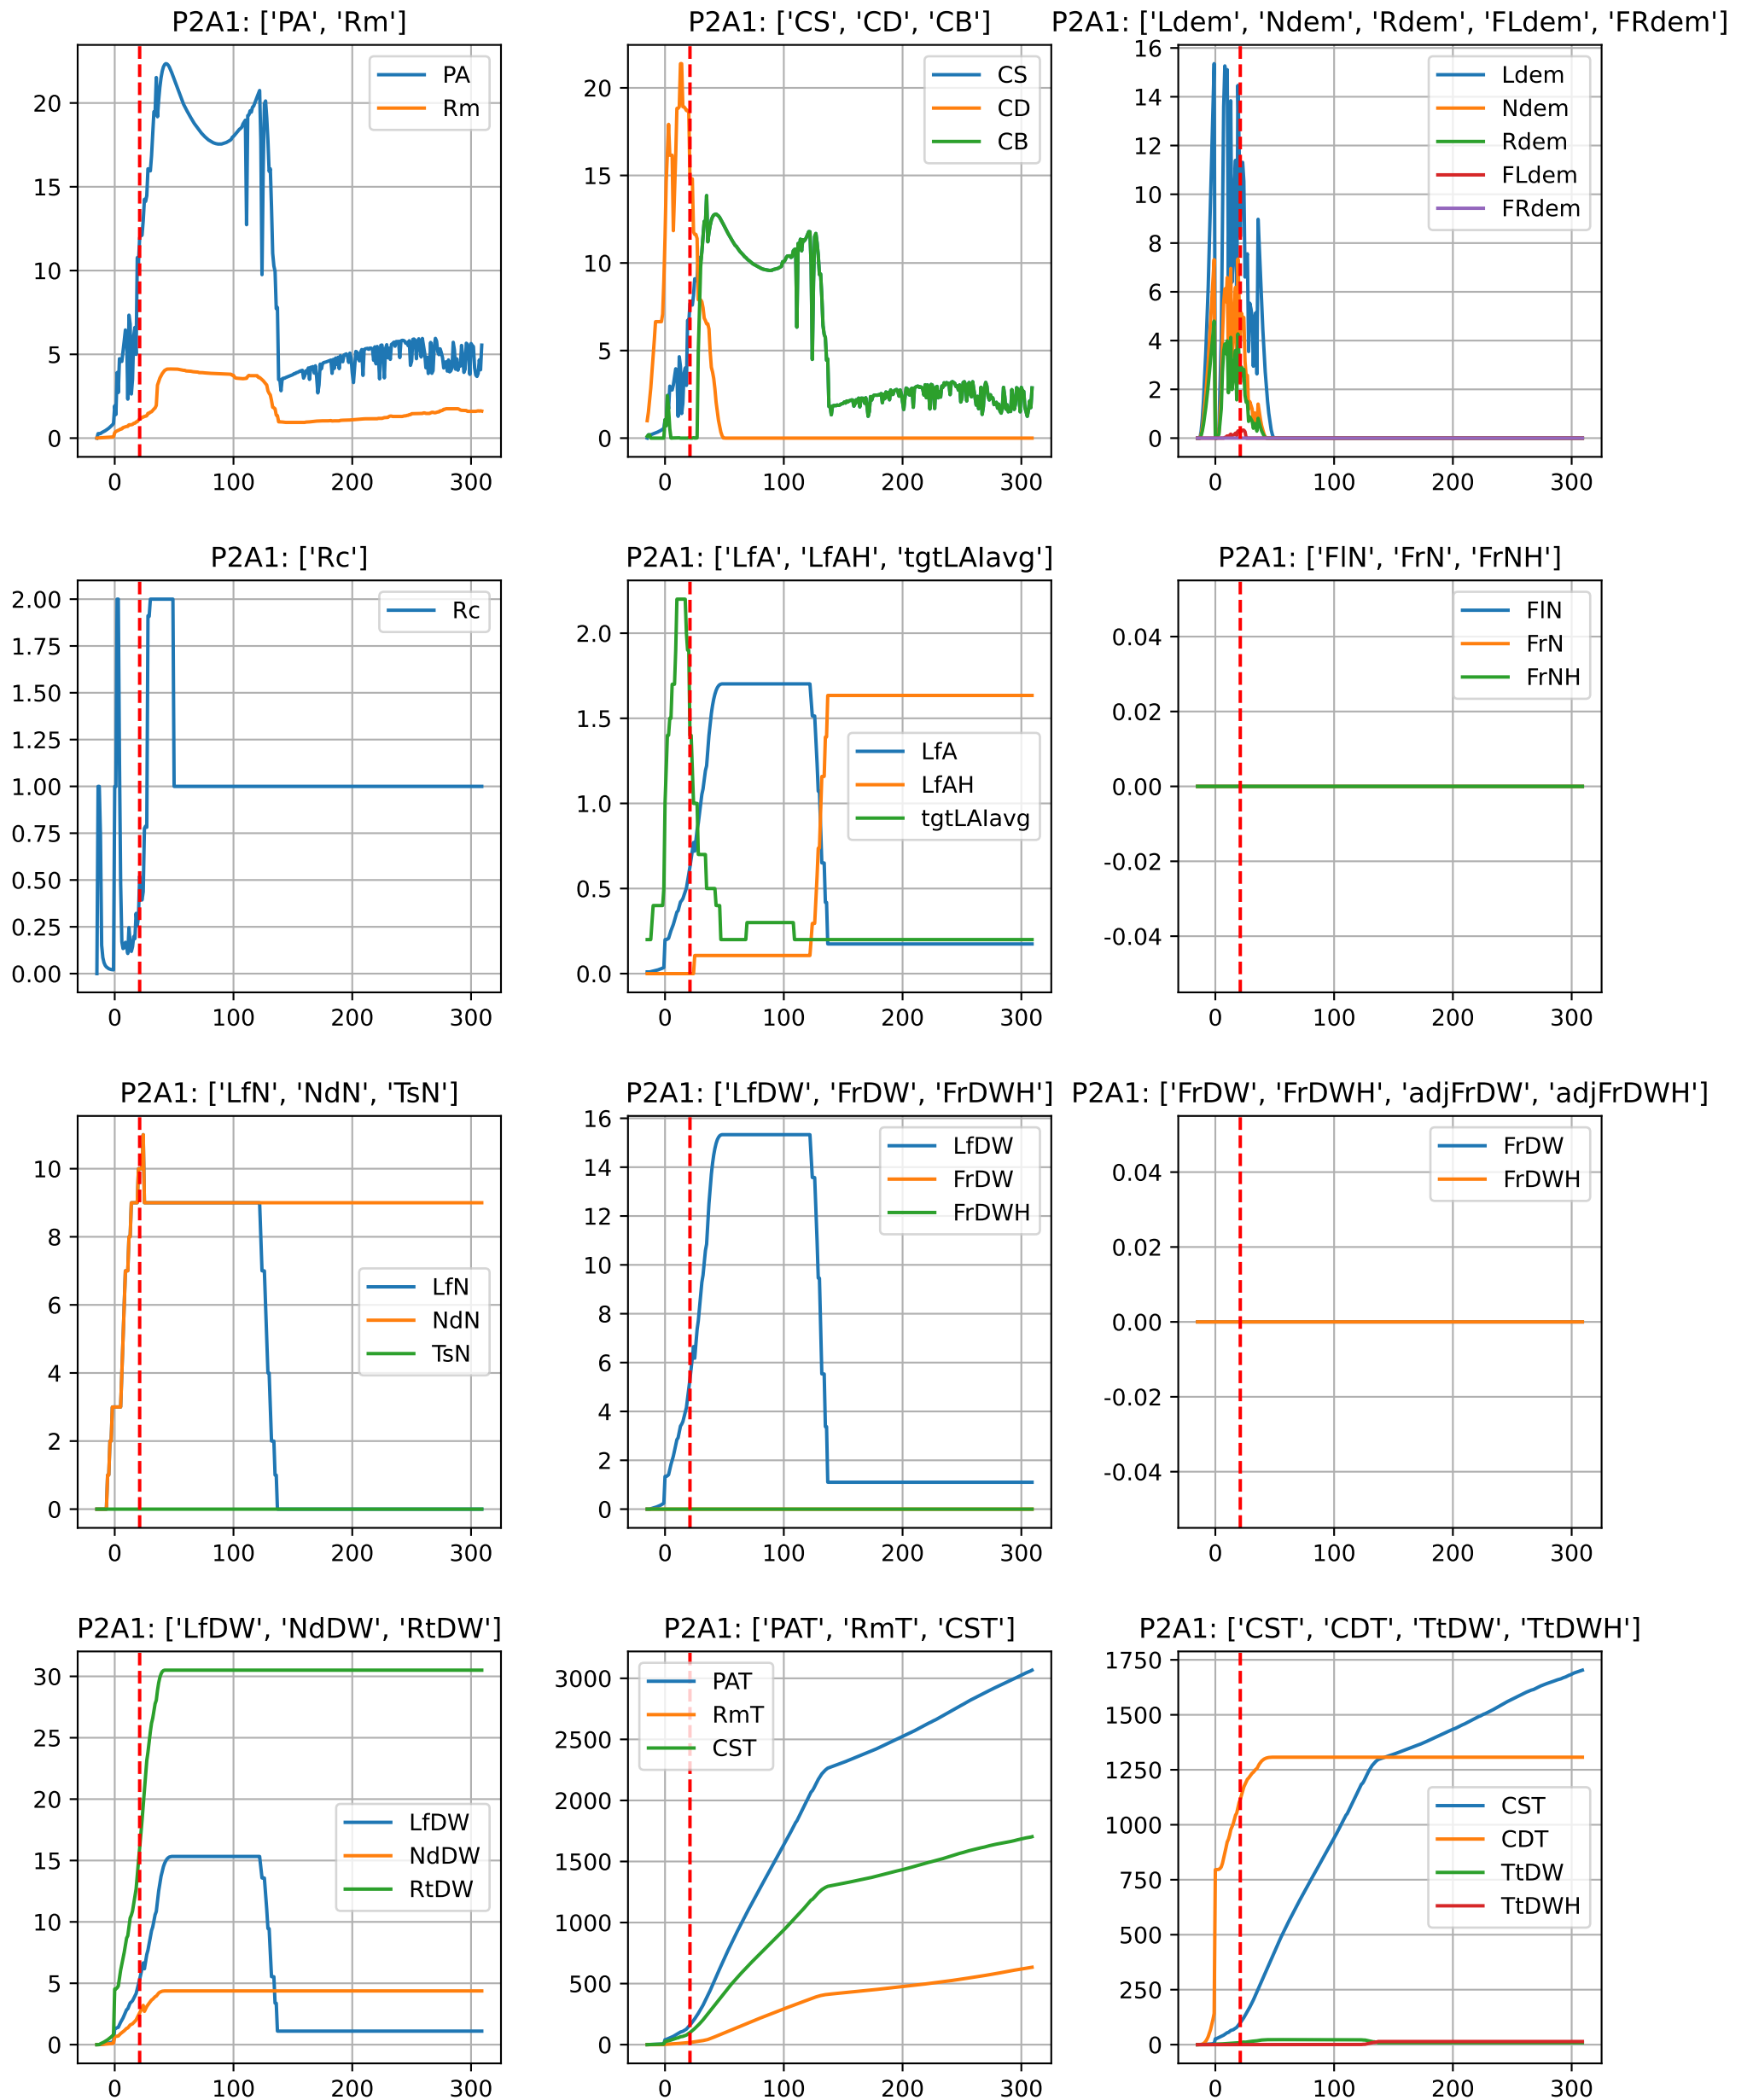 P2A1: ['PA', 'Rm']
20
15
10
5
0
0 100 200 300
PA
Rm
P2A1: ['CS', 'CD', 'CB']
20
15
10
5
0
0 100 200 300
CS
CD
CB
P2A1: ['Ldem', 'Ndem', 'Rdem', 'FLdem', 'FRdem']
16
14
12
10
8
6
4
2
0
0 100 200 300
Ldem
Ndem
Rdem
FLdem
FRdem
P2A1: ['Rc']
2.00
1.75
1.50
1.25
1.00
0.75
0.50
0.25
0.00
0 100 200 300
Rc
P2A1: ['LfA', 'LfAH', 'tgtLAIavg']
2.0
1.5
1.0
0.5
0.0
0 100 200 300
LfA
LfAH
tgtLAIavg
P2A1: ['FlN', 'FrN', 'FrNH']
0.04
0.02
0.00
-0.02
-0.04
0 100 200 300
FlN
FrN
FrNH
P2A1: ['LfN', 'NdN', 'TsN']
10
8
6
4
2
0
0 100 200 300
LfN
NdN
TsN
P2A1: ['LfDW', 'FrDW', 'FrDWH']
16
14
12
10
8
6
4
2
0
0 100 200 300
LfDW
FrDW
FrDWH
P2A1: ['FrDW', 'FrDWH', 'adjFrDW', 'adjFrDWH']
0.04
0.02
0.00
-0.02
-0.04
0 100 200 300
FrDW
FrDWH
P2A1: ['LfDW', 'NdDW', 'RtDW']
30
25
20
15
10
5
0
0 100 200 300
LfDW
NdDW
RtDW
P2A1: ['PAT', 'RmT', 'CST']
3000
2500
2000
1500
1000
500
0
0 100 200 300
PAT
RmT
CST
P2A1: ['CST', 'CDT', 'TtDW', 'TtDWH']
1750
1500
1250
1000
750
500
250
0
0 100 200 300
CST
CDT
TtDW
TtDWH